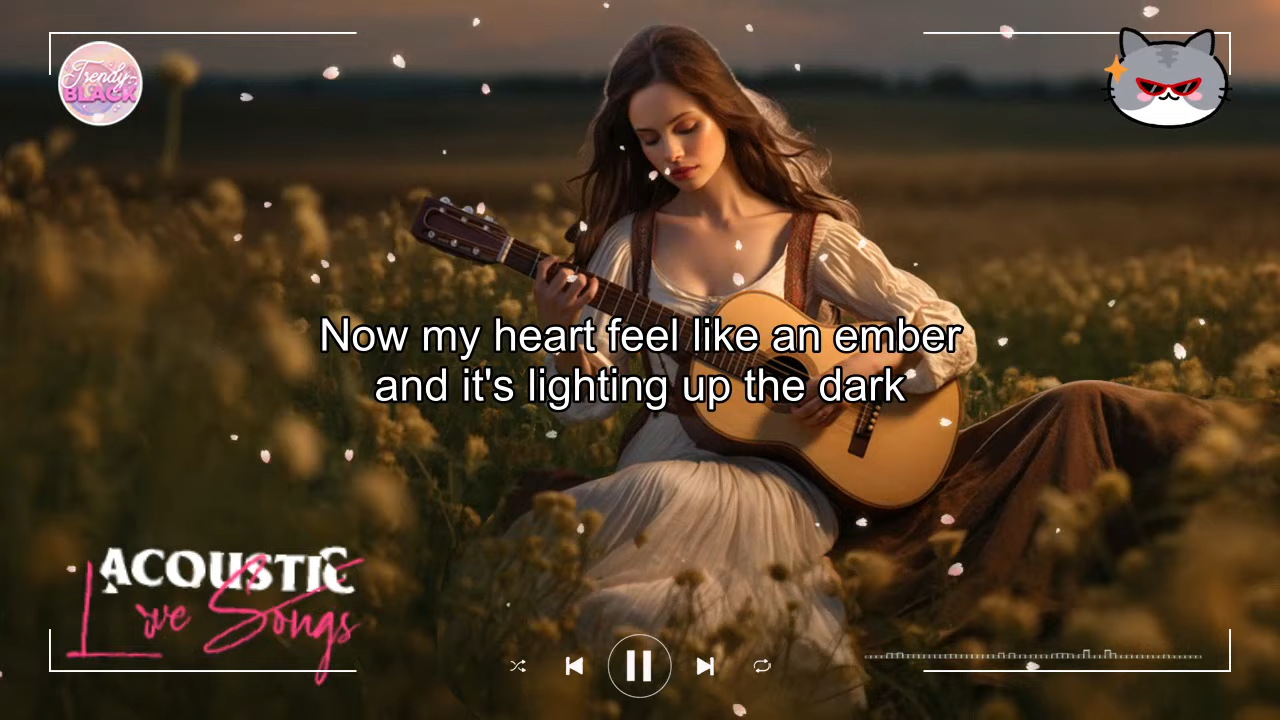 Trendy
BLACK
Now my heart feel like an ember
and it's lighting up the dark
ACOUSTIC
Love Songs